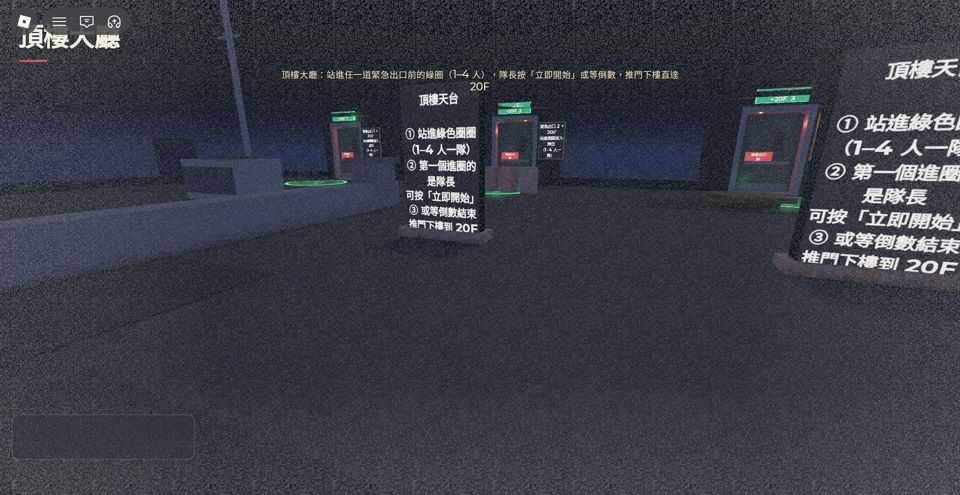 頂樓大廳
頂樓大廳：站進任一道緊急出口前的綠圈（1–4 人），隊長按「立即開始」或等倒數，推門下樓直達
20F
頂樓天台
① 站進綠色圈圈
（1–4 人一隊）
② 第一個進圈的
是隊長
可按「立即開始」
③ 或等倒數結束
推門下樓到 20F
→20F 3
頂樓天
① 站進綠色
（1–4 人一隊
② 第一個進圈
是隊長
可按「立即開始
③ 或等倒數結束
推門下樓到 20F